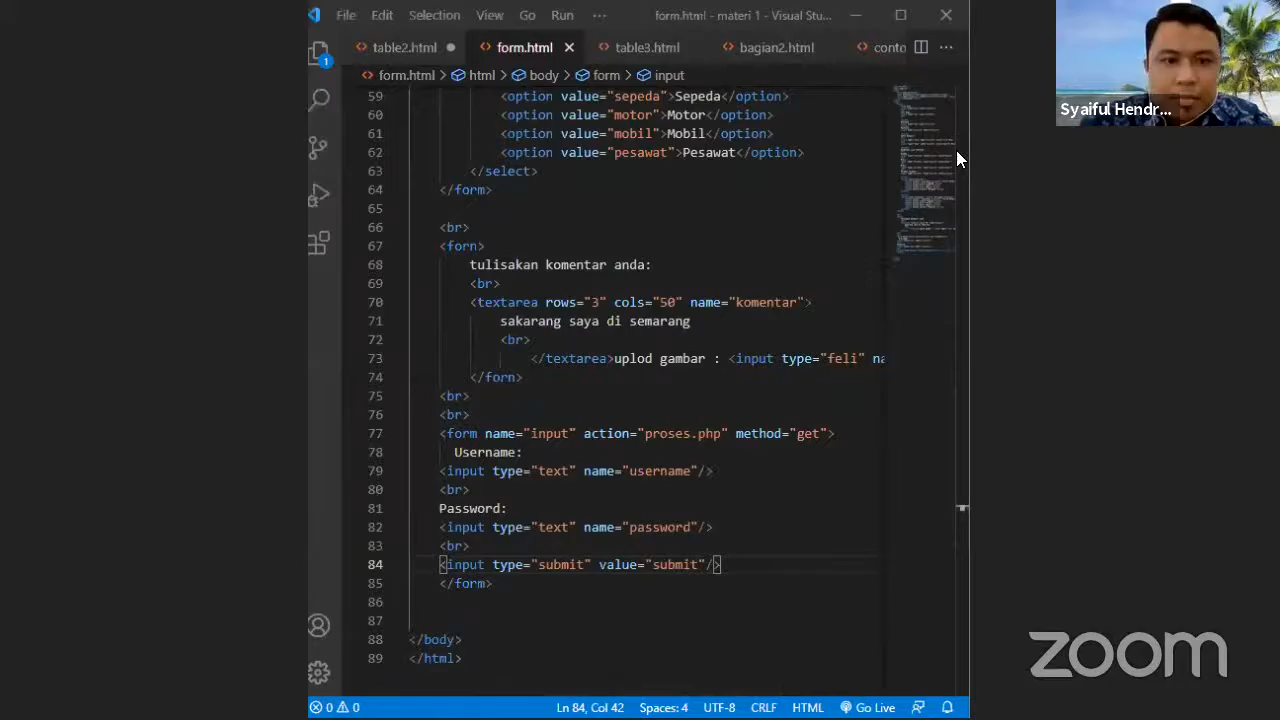 File Edit Selection View Go Run ··· form.html - materi 1 - Visual Stu...
table2.html form.html table3.html bagian2.html conto
form.html > html > body > form > input
Syaiful Hendr...
1
59 <option value="sepeda">Sepeda</option>
60 <option value="motor">Motor</option>
61 <option value="mobil">Mobil</option>
62 <option value="pesawat">Pesawat</option>
63 </select>
64 </form>
65
66 <br>
67 <forn>
68 tulisakan komentar anda:
69 <br>
70 <textarea rows="3" cols="50" name="komentar">
71 sakarang saya di semarang
72 <br>
73 </textarea>uplod gambar : <input type="feli" na
74 </forn>
75 <br>
76 <br>
77 <form name="input" action="proses.php" method="get">
78 Username:
79 <input type="text" name="username"/>
80 <br>
81 Password:
82 <input type="text" name="password"/>
83 <br>
84 <input type="submit" value="submit"/>
85 </form>
86
87
88 </body>
89 </html>
zoom
0 0 Ln 84, Col 42 Spaces: 4 UTF-8 CRLF HTML Go Live